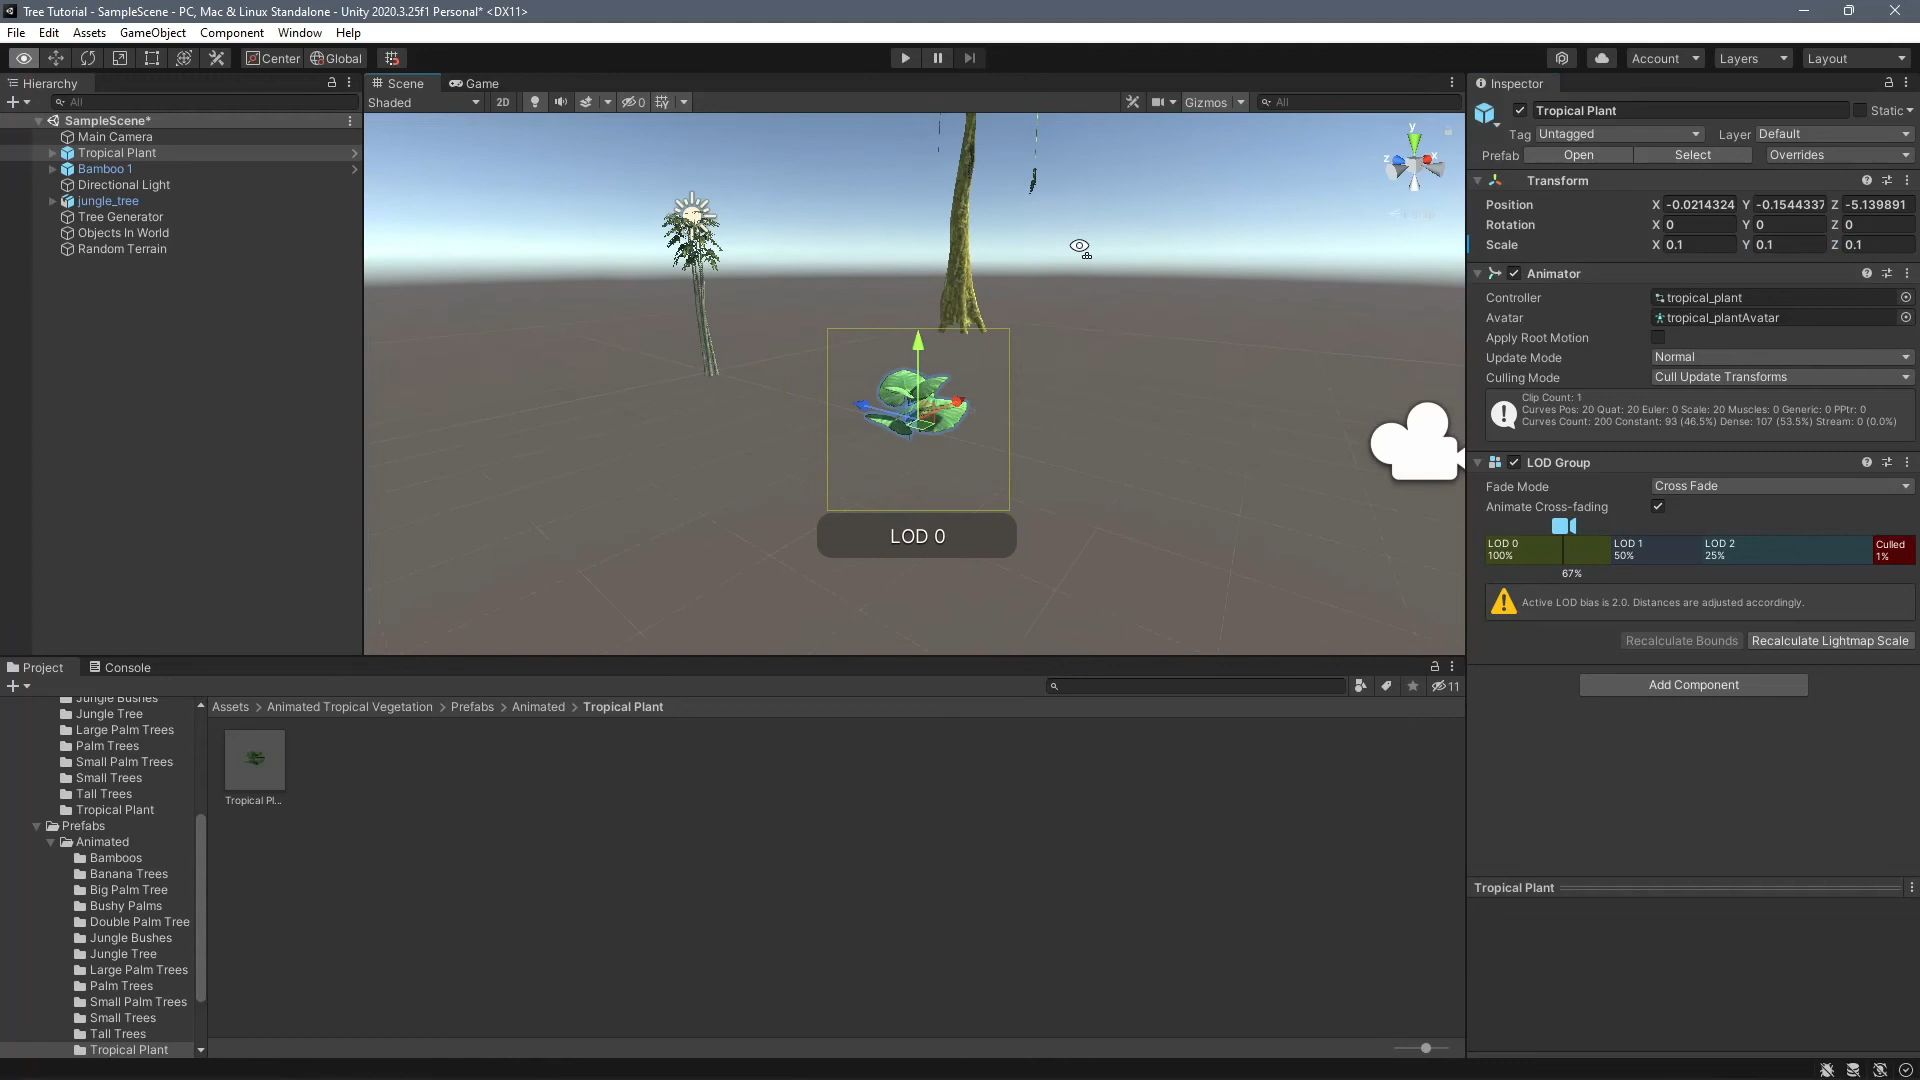 Tree Tutorial - SampleScene - PC, Mac & Linux Standalone - Unity 2020.3.25f1 Personal* <DX11>
File Edit Assets GameObject Component Window Help
Center Global Account Layers Layout
Hierarchy
All
SampleScene*
Main Camera
Tropical Plant
Bamboo 1
Directional Light
jungle_tree
Tree Generator
Objects In World
Random Terrain
Scene Game
Shaded 2D 0 Gizmos All
y
z x
LOD 0
Inspector
Tropical Plant Static
Tag Untagged Layer Default
Prefab Open Select Overrides
Transform
Position X -0.0214324 Y -0.1544337 Z -5.139891
Rotation X 0 Y 0 Z 0
Scale X 0.1 Y 0.1 Z 0.1
Animator
Controller tropical_plant
Avatar tropical_plantAvatar
Apply Root Motion
Update Mode Normal
Culling Mode Cull Update Transforms
Clip Count: 1
Curves Pos: 20 Quat: 20 Euler: 0 Scale: 20 Muscles: 0 Generic: 0 PPtr: 0
Curves Count: 200 Constant: 93 (46.5%) Dense: 107 (53.5%) Stream: 0 (0.0%)
LOD Group
Fade Mode Cross Fade
Animate Cross-fading
LOD 0 LOD 1 LOD 2 Culled
100% 50% 25% 1%
67%
Active LOD bias is 2.0. Distances are adjusted accordingly.
Recalculate Bounds Recalculate Lightmap Scale
Add Component
Tropical Plant
Project Console
11
Jungle Bushes
Jungle Tree
Large Palm Trees
Palm Trees
Small Palm Trees
Small Trees
Tall Trees
Tropical Plant
Prefabs
Animated
Bamboos
Banana Trees
Big Palm Tree
Bushy Palms
Double Palm Tree
Jungle Bushes
Jungle Tree
Large Palm Trees
Palm Trees
Small Palm Trees
Small Trees
Tall Trees
Tropical Plant
Assets > Animated Tropical Vegetation > Prefabs > Animated > Tropical Plant
Tropical Pl...